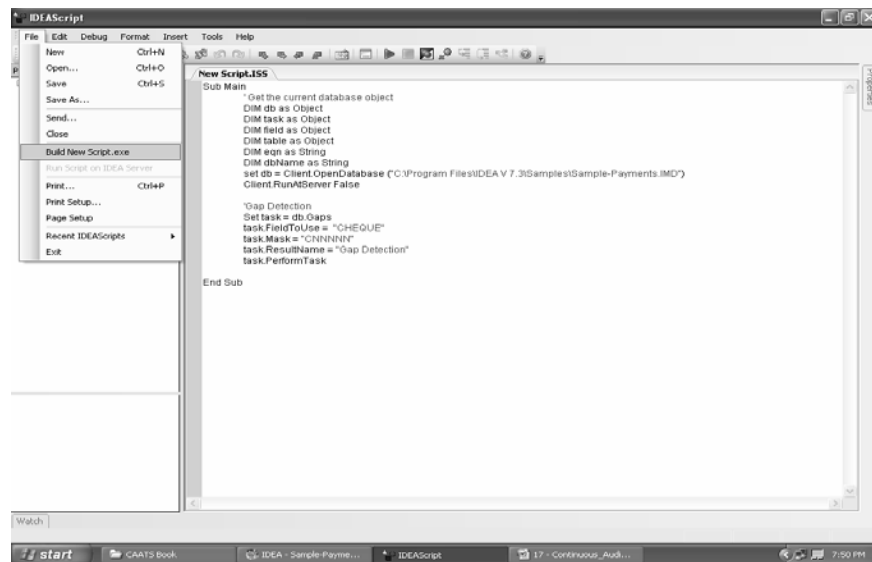 IDEAScript
File Edit Debug Format Insert Tools Help
New Ctrl+N
Open... Ctrl+O
Save Ctrl+S
Save As...
Send...
Close
Build New Script.exe
Run Script on IDEA Server
Print... Ctrl+P
Print Setup...
Page Setup
Recent IDEAScripts
Exit
New Script.ISS
Sub Main
' Get the current database object
DIM db as Object
DIM task as Object
DIM field as Object
DIM table as Object
DIM eqn as String
DIM dbName as String
set db = Client.OpenDatabase ("C:\Program Files\IDEA V 7.3\Samples\Sample-Payments.IMD")
Client.RunAtServer False
'Gap Detection
Set task = db.Gaps
task.FieldToUse = "CHEQUE"
task.Mask = "CNNNNN"
task.ResultName = "Gap Detection"
task.PerformTask
End Sub
Properties
Watch
start CAATS Book IDEA - Sample-Payme... IDEAScript 17 - Continuous_Audi... 7:50 PM